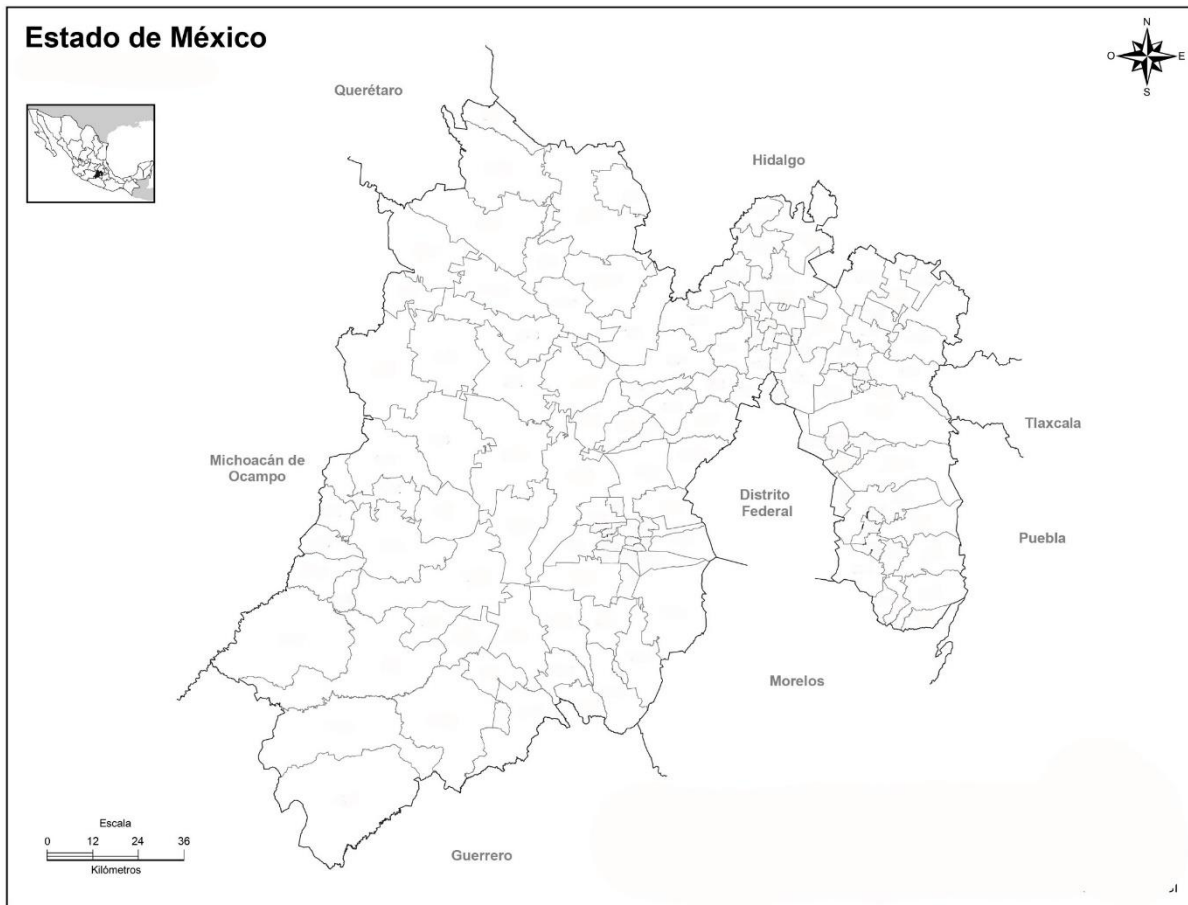 Estado de México
N
O
E
S
Querétaro
Hidalgo
Tlaxcala
Michoacán de
Ocampo
Distrito
Federal
Puebla
Morelos
Escala
0 12 24 36
Kilómetros
Guerrero